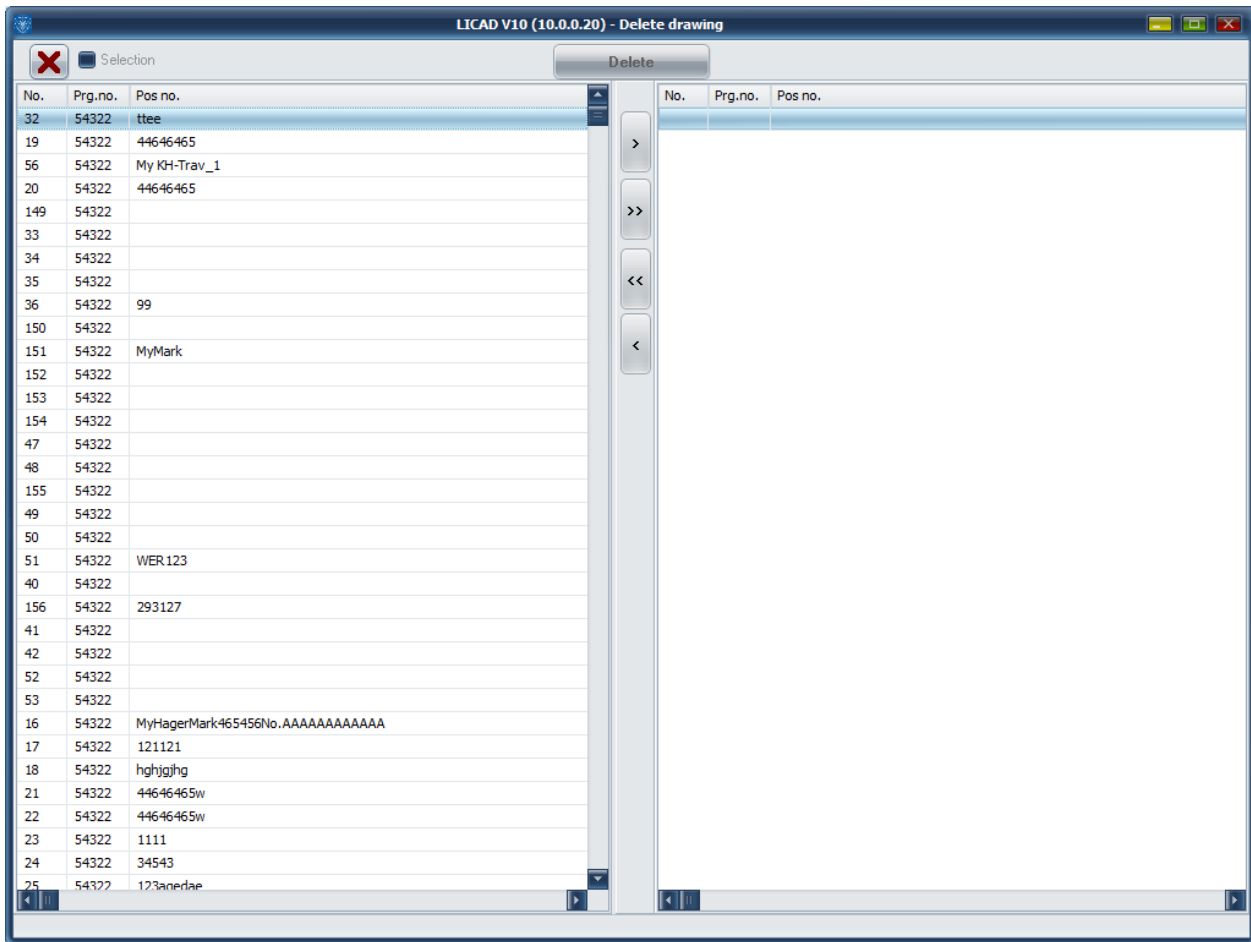 LICAD V10 (10.0.0.20) - Delete drawing
Selection
Delete
No. Prg.no. Pos no.
32 54322 ttee
19 54322 44646465
56 54322 My KH-Trav_1
20 54322 44646465
149 54322
33 54322
34 54322
35 54322
36 54322 99
150 54322
151 54322 MyMark
152 54322
153 54322
154 54322
47 54322
48 54322
155 54322
49 54322
50 54322
51 54322 WER123
40 54322
156 54322 293127
41 54322
42 54322
52 54322
53 54322
16 54322 MyHagerMark465456No.AAAAAAAAAAAA
17 54322 121121
18 54322 hghjgjhg
21 54322 44646465w
22 54322 44646465w
23 54322 1111
24 54322 34543
25 54322 123agedae
>
>>
<<
<
No. Prg.no. Pos no.